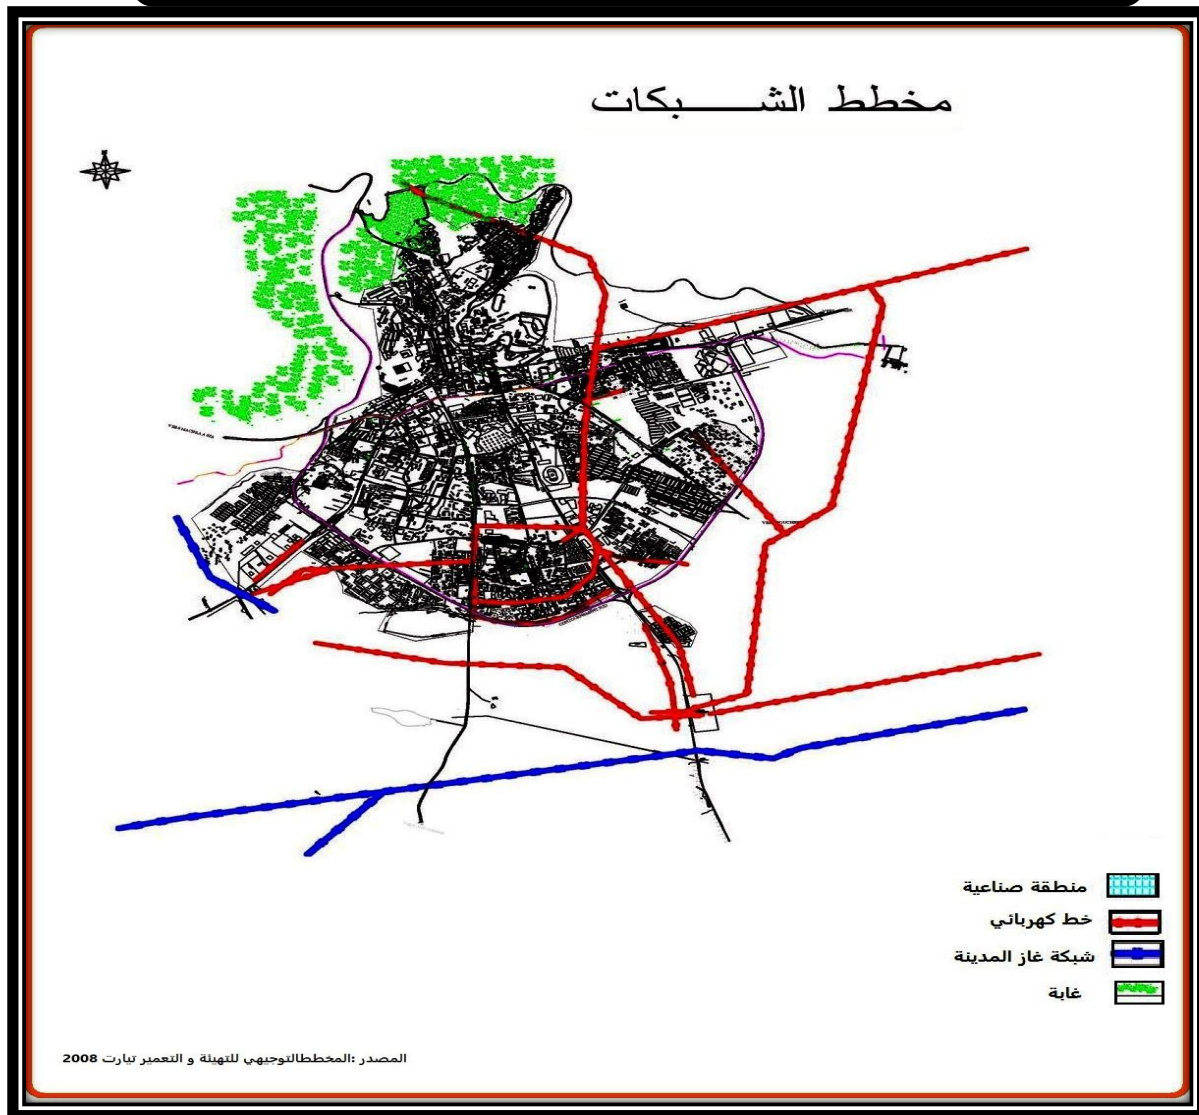 مخطط الشـــــبكات
منطقة صناعية
خط كهربائي
شبكة غاز المدينة
غابة
المصدر :المخططالتوجيهي للتهيئة و التعمير تيارت 2008